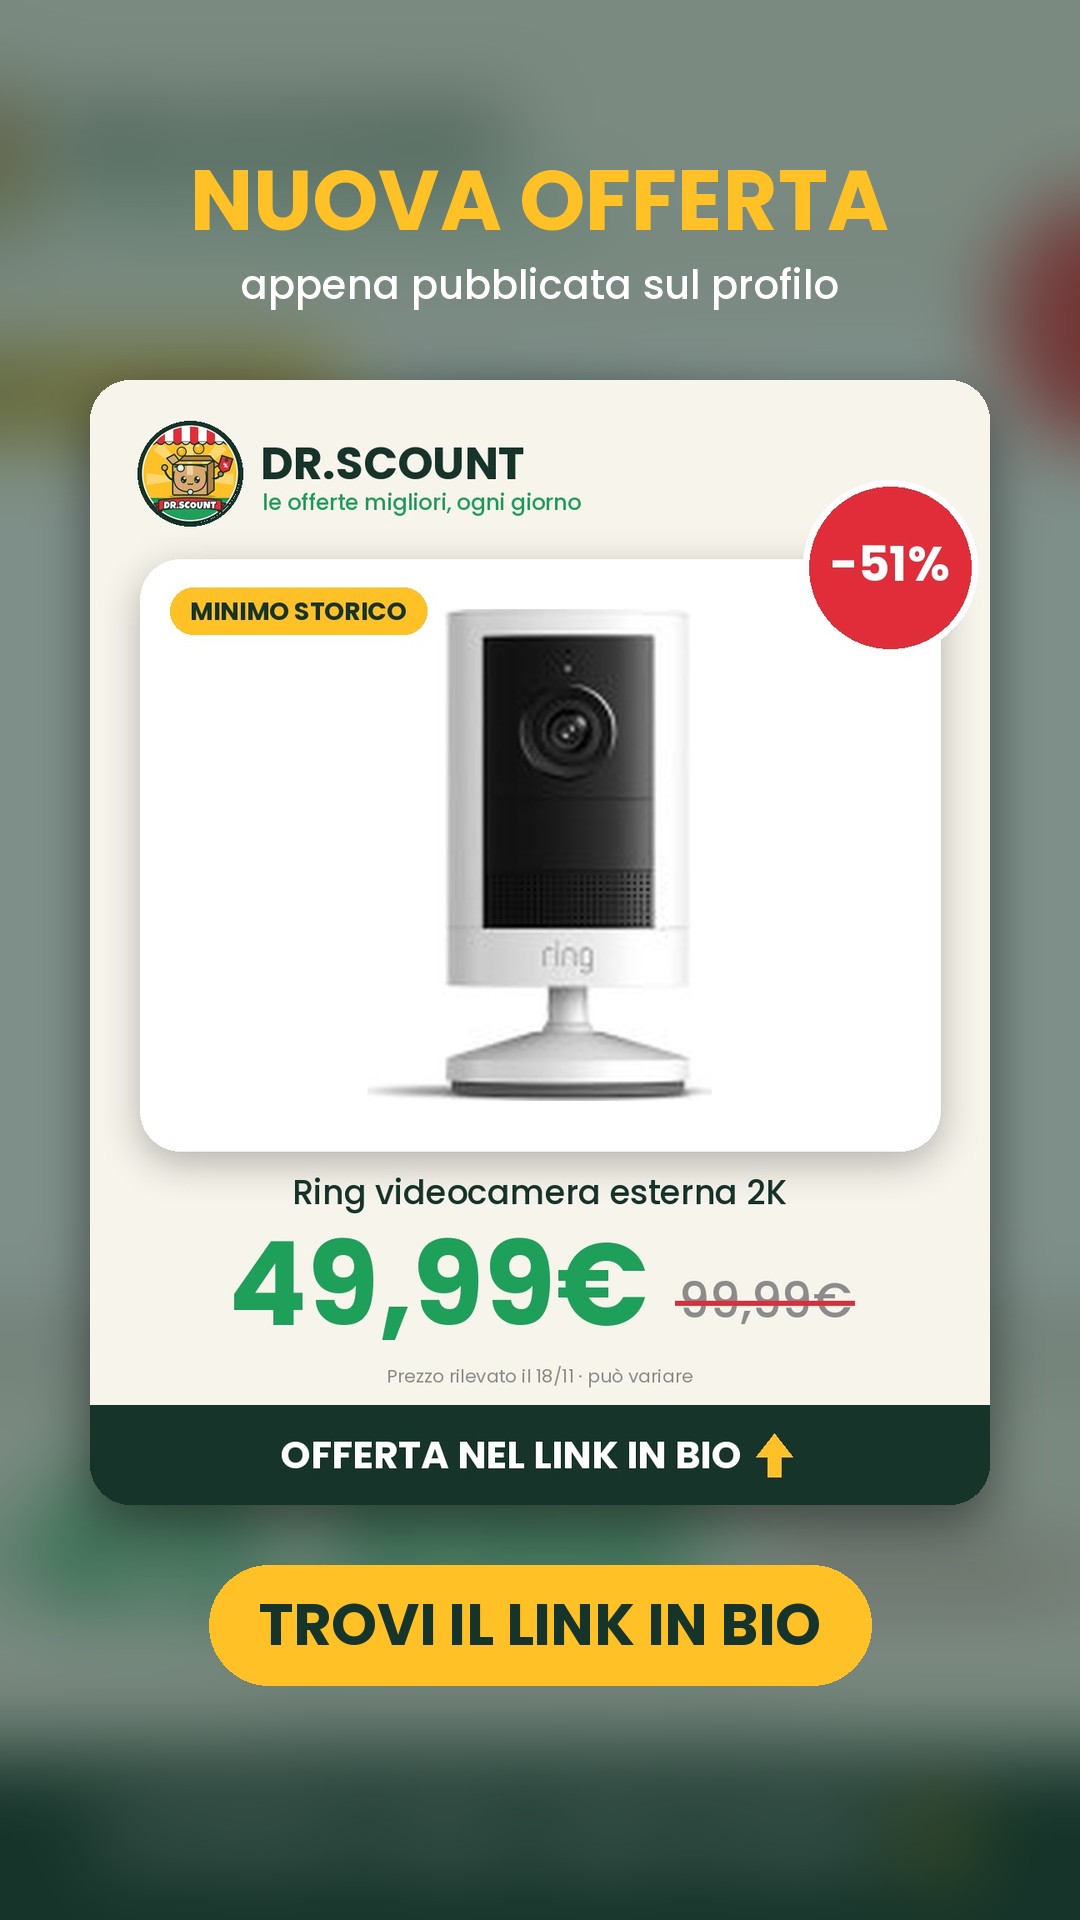 NUOVA OFFERTA
appena pubblicata sul profilo
DR.SCOUNT
DR.SCOUNT
le offerte migliori, ogni giorno
-51%
MINIMO STORICO
ring
Ring videocamera esterna 2K
49,99€ 99,99€
Prezzo rilevato il 18/11 · può variare
OFFERTA NEL LINK IN BIO
TROVI IL LINK IN BIO